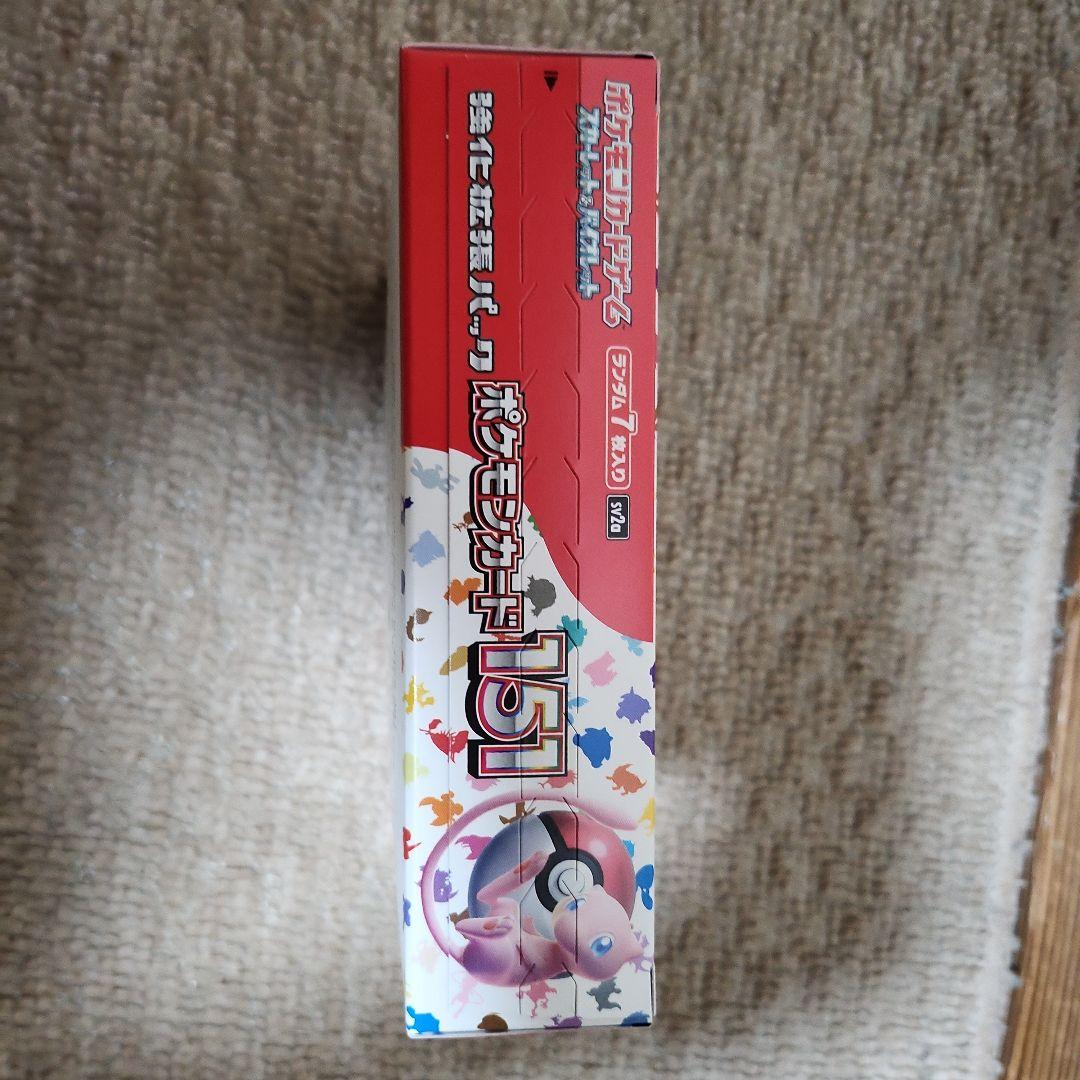 ポケモンカードゲーム
スカーレット&バイオレット
ランダム7枚入り
sv2a
強化拡張パック
ポケモンカード151